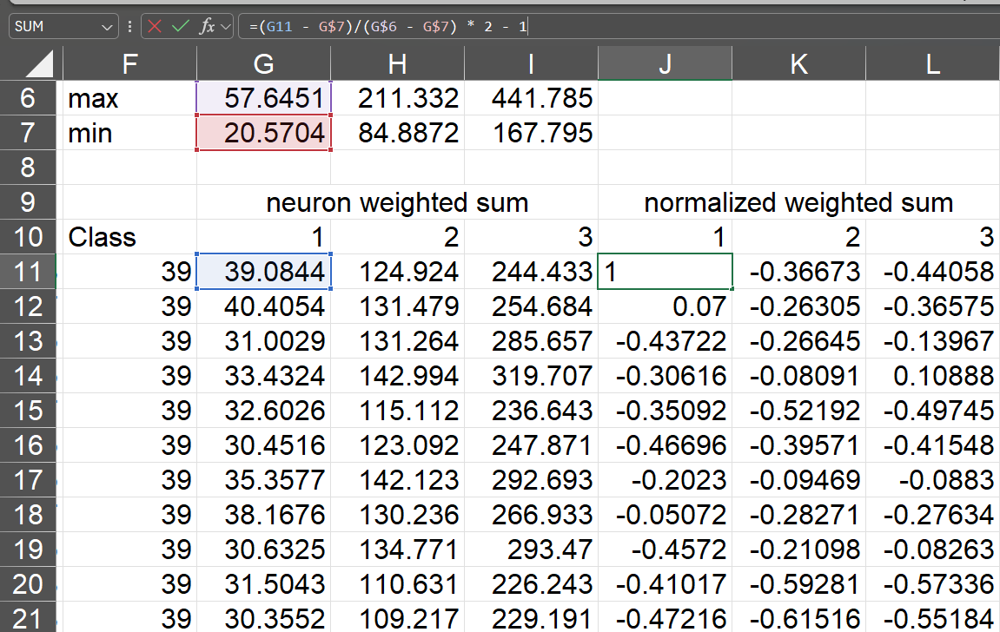 SUM fx =(G11 - G$7)/(G$6 - G$7) * 2 - 1
F G H I J K L
6 max 57.6451 211.332 441.785
7 min 20.5704 84.8872 167.795
8
9 neuron weighted sum normalized weighted sum
10 Class 1 2 3 1 2 3
11 39 39.0844 124.924 244.433 1 -0.36673 -0.44058
12 39 40.4054 131.479 254.684 0.07 -0.26305 -0.36575
13 39 31.0029 131.264 285.657 -0.43722 -0.26645 -0.13967
14 39 33.4324 142.994 319.707 -0.30616 -0.08091 0.10888
15 39 32.6026 115.112 236.643 -0.35092 -0.52192 -0.49745
16 39 30.4516 123.092 247.871 -0.46696 -0.39571 -0.41548
17 39 35.3577 142.123 292.693 -0.2023 -0.09469 -0.0883
18 39 38.1676 130.236 266.933 -0.05072 -0.28271 -0.27634
19 39 30.6325 134.771 293.47 -0.4572 -0.21098 -0.08263
20 39 31.5043 110.631 226.243 -0.41017 -0.59281 -0.57336
21 39 30.3552 109.217 229.191 -0.47216 -0.61516 -0.55184